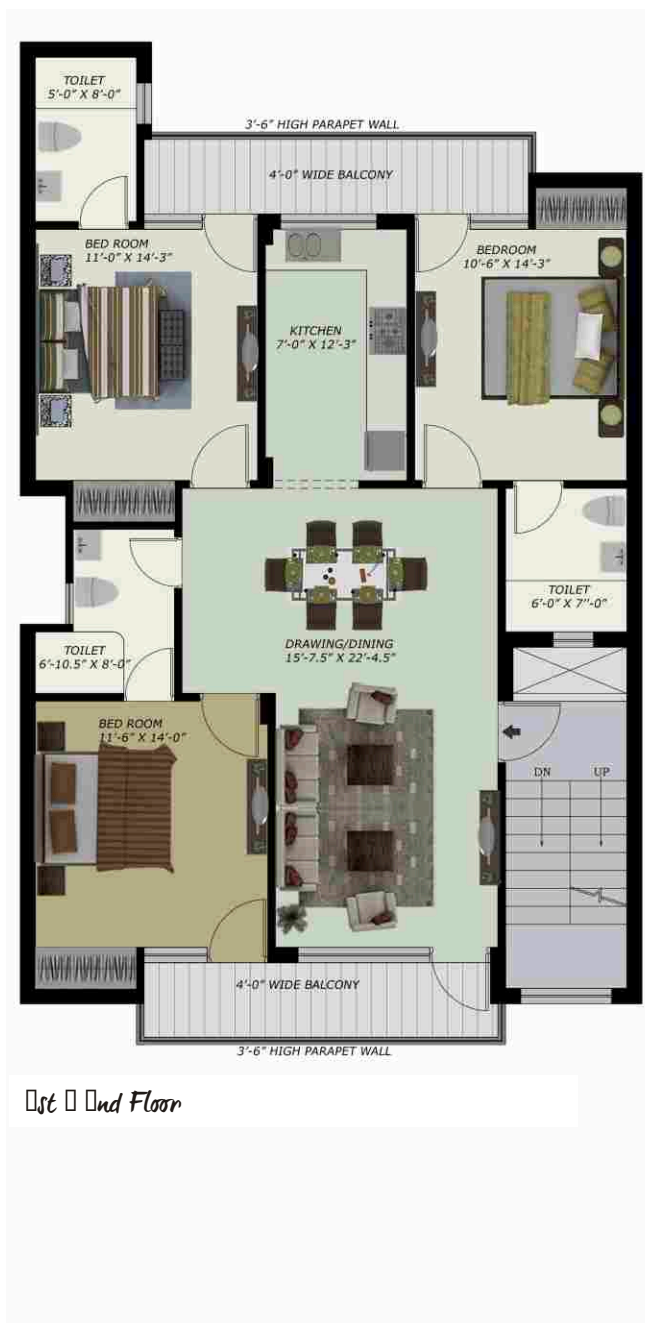 TOILET
5'-0" X 8'-0"
3'-6" HIGH PARAPET WALL
4'-0" WIDE BALCONY
BED ROOM
11'-0" X 14'-3"
BEDROOM
10'-6" X 14'-3"
KITCHEN
7'-0" X 12'-3"
TOILET
6'-0" X 7''-0"
DRAWING/DINING
15'-7.5" X 22'-4.5"
TOILET
6'-10.5" X 8'-0"
BED ROOM
11'-6" X 14'-0"
DN
UP
4'-0" WIDE BALCONY
3'-6" HIGH PARAPET WALL
st nd Floor